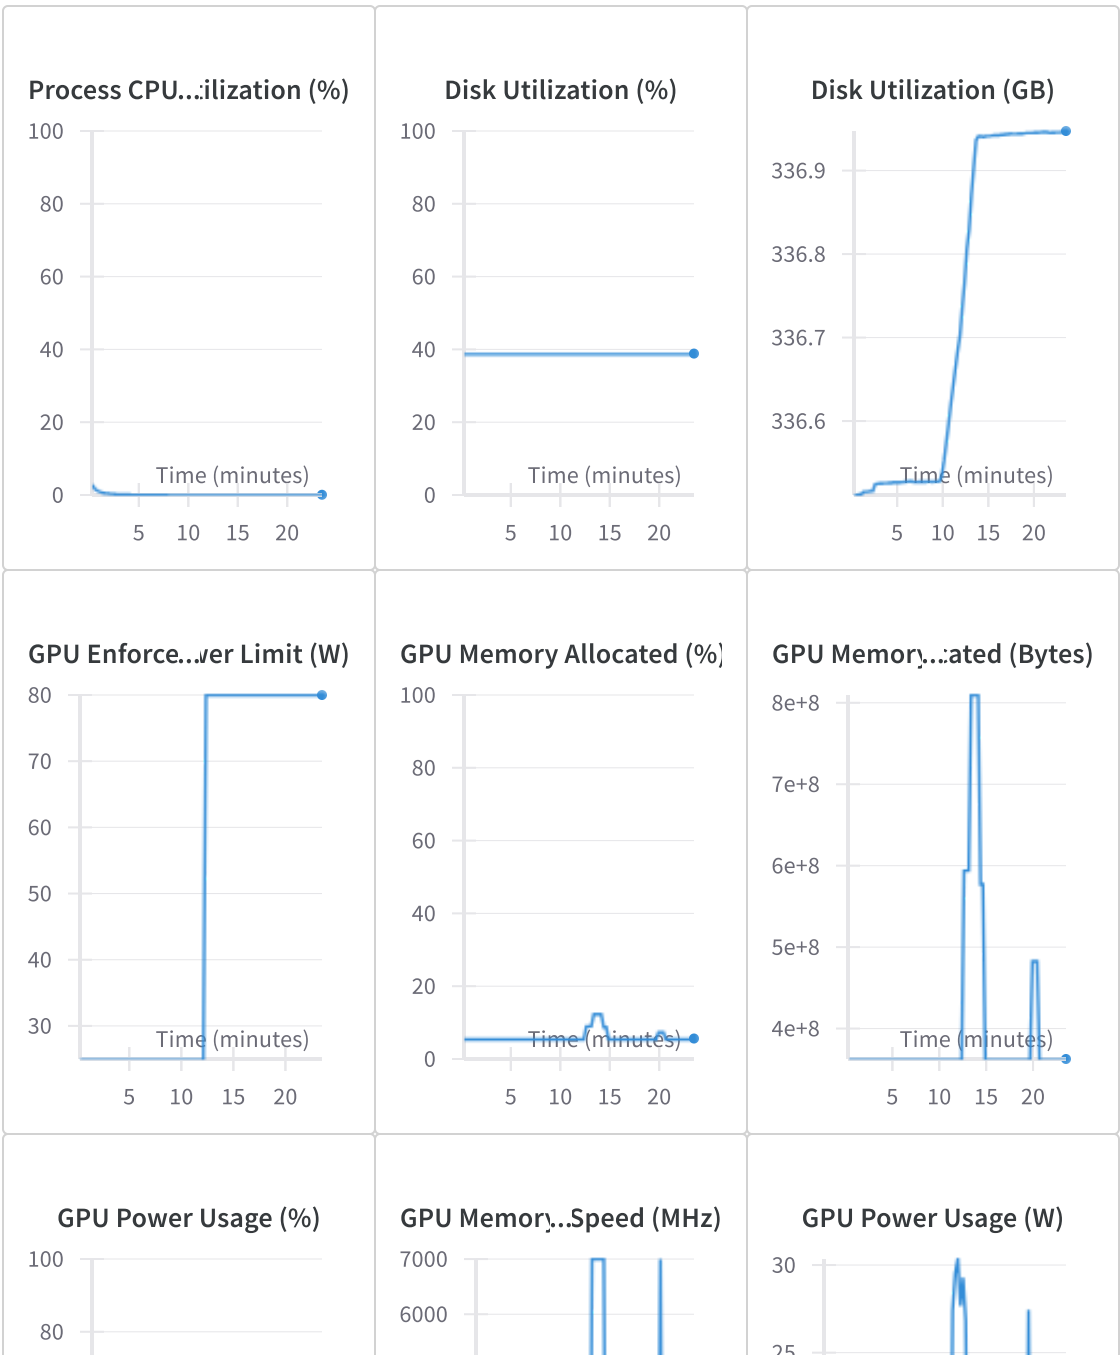 Process CPU...ilization (%)
100
80
60
40
20
0
Time (minutes)
5 10 15 20
Disk Utilization (%)
100
80
60
40
20
0
Time (minutes)
5 10 15 20
Disk Utilization (GB)
336.9
336.8
336.7
336.6
Time (minutes)
5 10 15 20
GPU Enforce...wer Limit (W)
80
70
60
50
40
30
Time (minutes)
5 10 15 20
GPU Memory Allocated (%)
100
80
60
40
20
0
Time (minutes)
5 10 15 20
GPU Memory...cated (Bytes)
8e+8
7e+8
6e+8
5e+8
4e+8
Time (minutes)
5 10 15 20
GPU Power Usage (%)
100
80
GPU Memory...Speed (MHz)
7000
6000
GPU Power Usage (W)
30
25